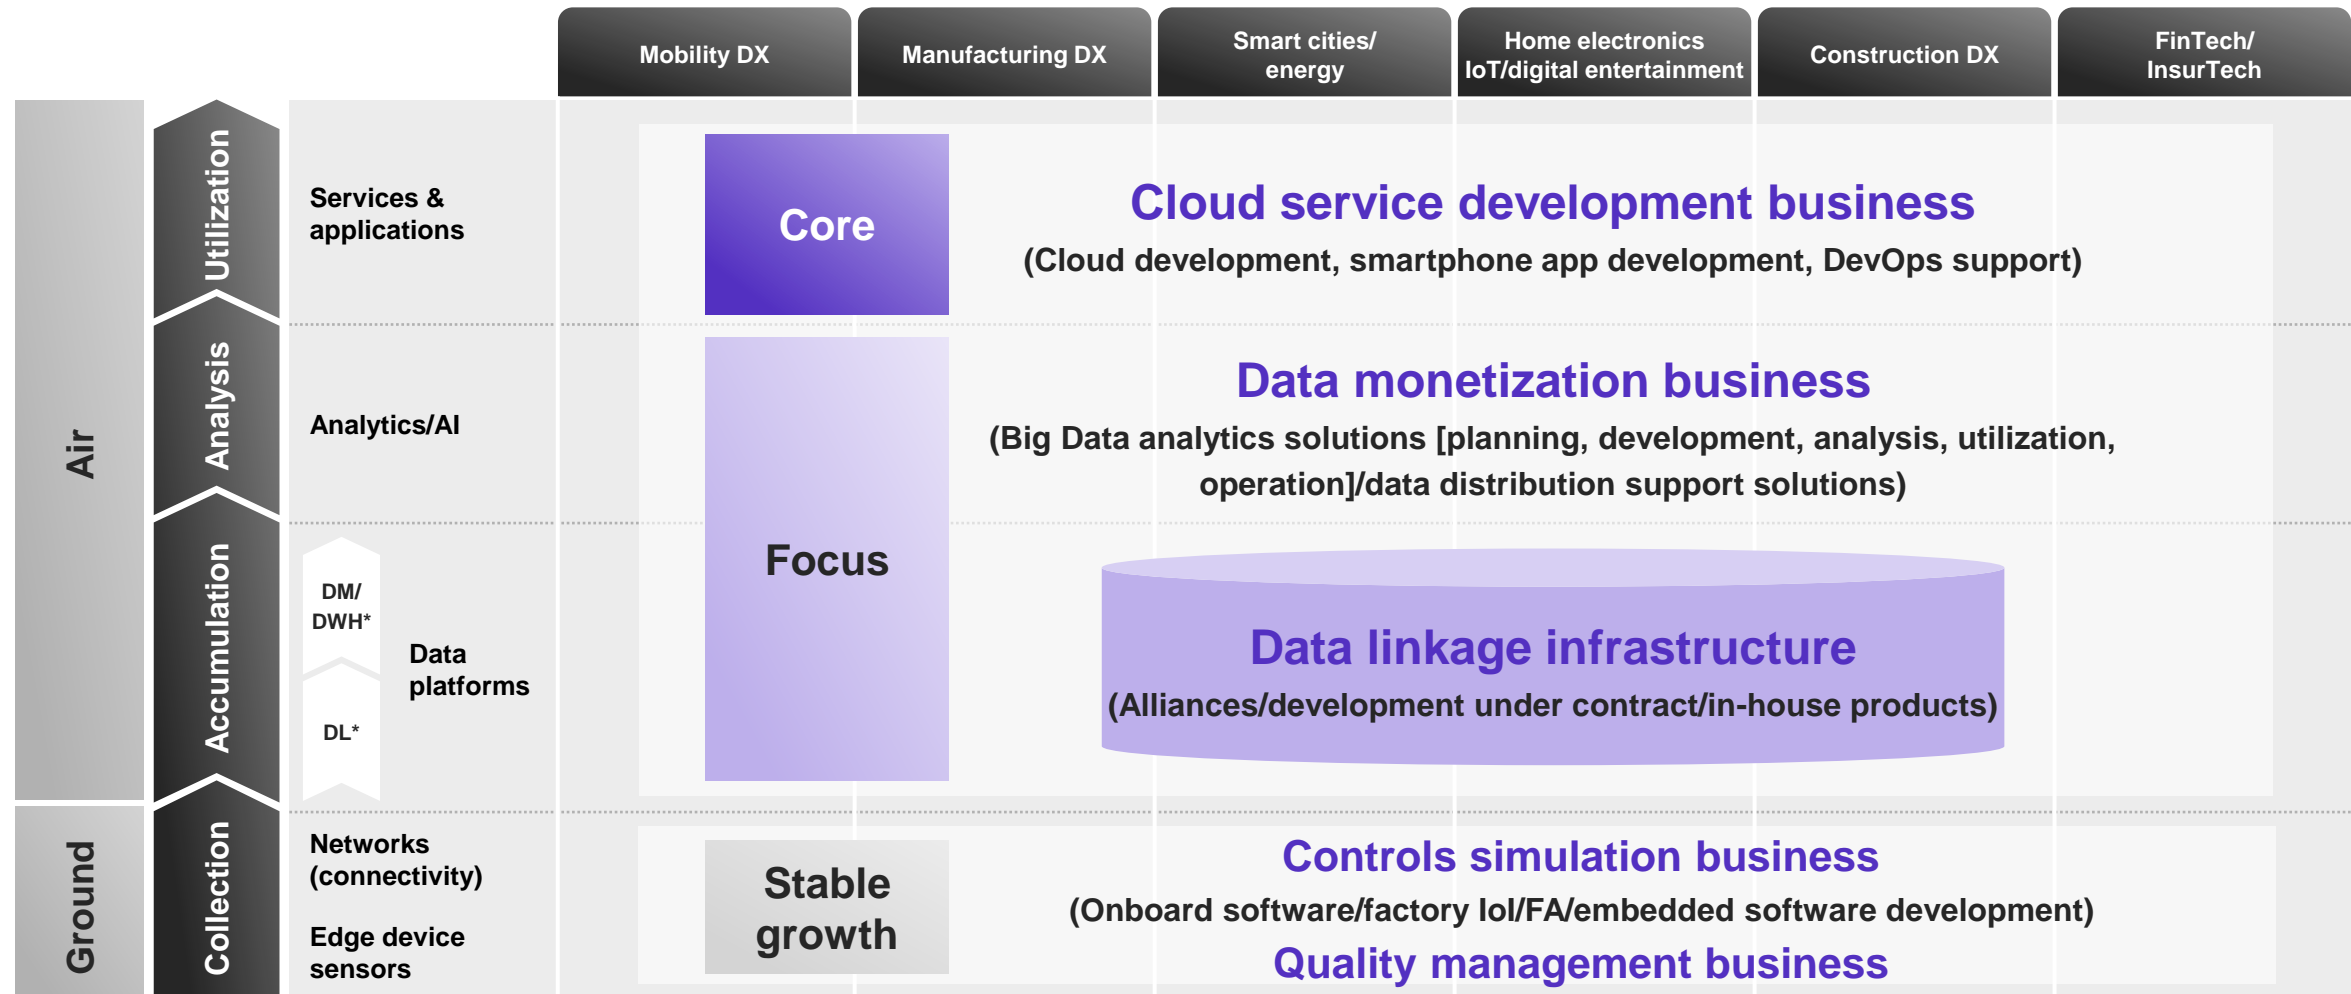 Mobility DX
Manufacturing DX
Smart cities/
energy
Home electronics
IoT/digital entertainment
Construction DX
FinTech/
InsurTech
Air
Utilization
Services &
applications
Core
Cloud service development business
(Cloud development, smartphone app development, DevOps support)
Analysis
Analytics/AI
Focus
Data monetization business
(Big Data analytics solutions [planning, development, analysis, utilization,
operation]/data distribution support solutions)
Accumulation
DM/
DWH*
DL*
Data
platforms
Data linkage infrastructure
(Alliances/development under contract/in-house products)
Ground
Collection
Networks
(connectivity)
Edge device
sensors
Stable
growth
Controls simulation business
(Onboard software/factory IoI/FA/embedded software development)
Quality management business